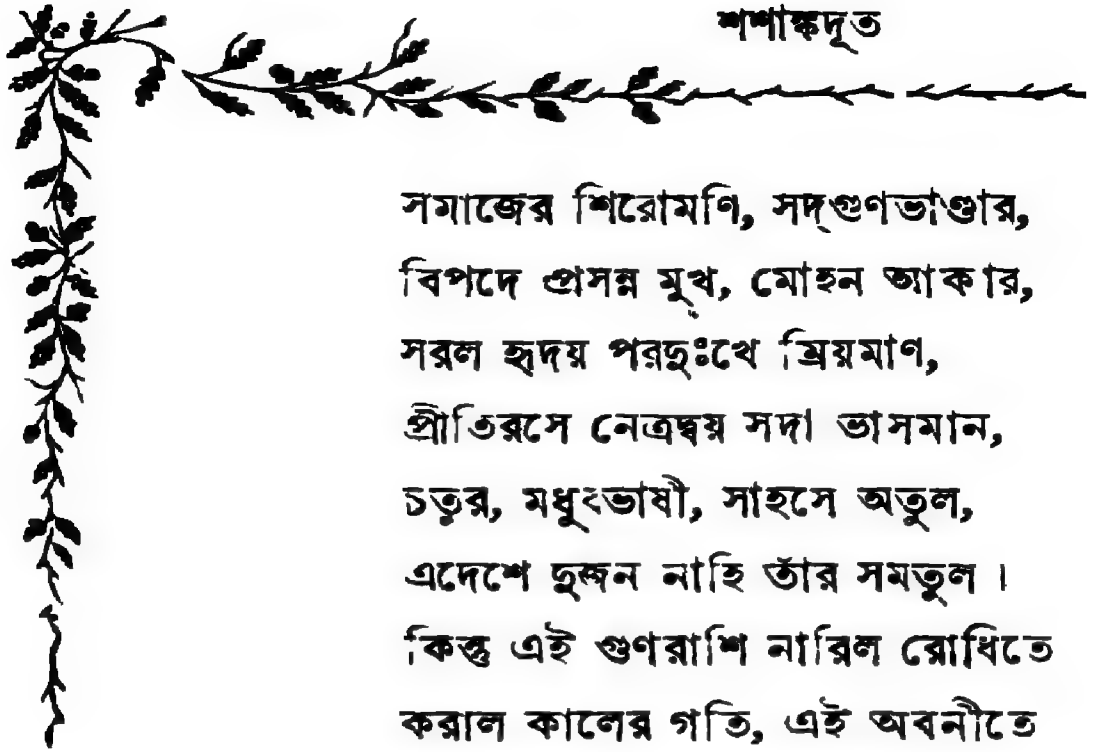 শশাঙ্কদূত
সমাজের শিরোমণি, সদ্‌গুণভাণ্ডার,
বিপদে প্রসন্ন মুখ, মোহন আকার,
সরল হৃদয় পরদুঃখে ম্রিয়মাণ,
প্রীতিরসে নেত্রদ্বয় সদা ভাসমান,
চতুর, মধুরভাষী, সাহসে অতুল,
এদেশে দুজন নাহি তাঁর সমতুল ।
কিন্তু এই গুণরাশি নারিল রোধিতে
করাল কালের গতি, এই অবনীতে